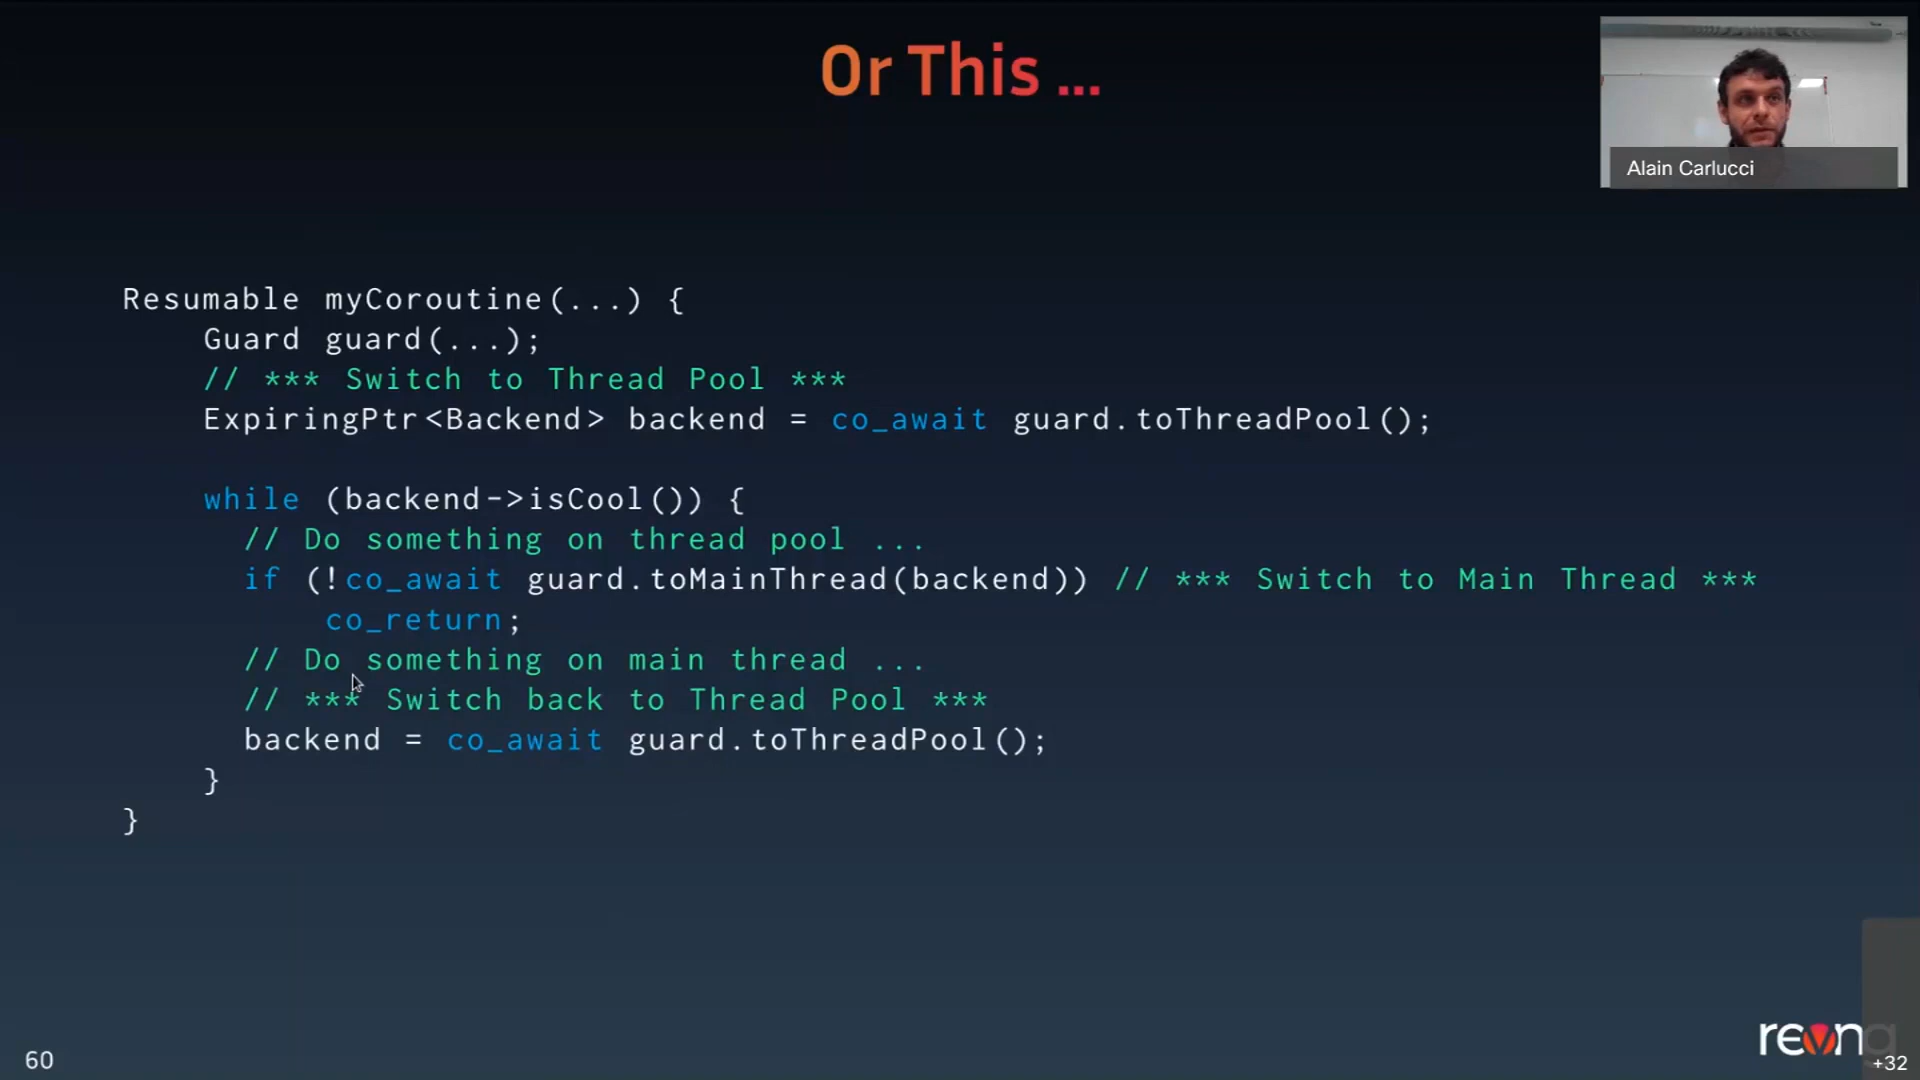 Or This ...
Alain Carlucci
Resumable myCoroutine(...) {
Guard guard(...);
// *** Switch to Thread Pool ***
ExpiringPtr<Backend> backend = co_await guard.toThreadPool();
while (backend->isCool()) {
// Do something on thread pool ...
if (!co_await guard.toMainThread(backend)) // *** Switch to Main Thread ***
co_return;
// Do something on main thread ...
// *** Switch back to Thread Pool ***
backend = co_await guard.toThreadPool();
}
}
revng
60
+32